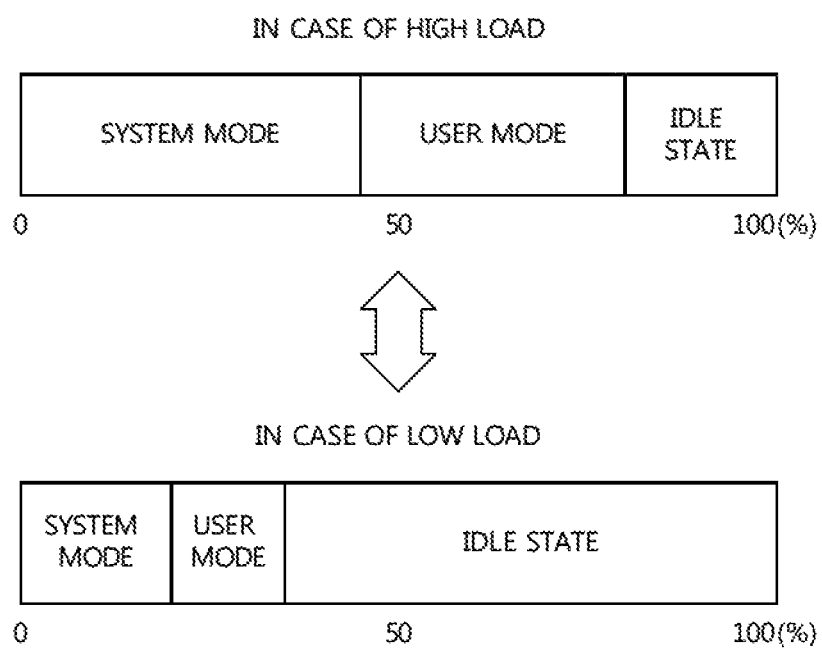 IN CASE OF HIGH LOAD
SYSTEM MODE
USER MODE
IDLE
STATE
0
50
100(%)
IN CASE OF LOW LOAD
SYSTEM
MODE
USER
MODE
IDLE STATE
0
50
100(%)